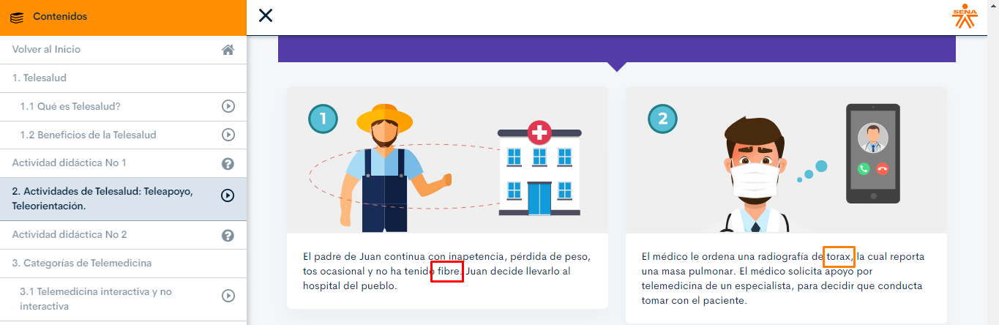 Contenidos
SENA
Volver al Inicio
1. Telesalud
1.1 Qué es Telesalud?
1.2 Beneficios de la Telesalud
Actividad didáctica No 1
2. Actividades de Telesalud: Teleapoyo,
Teleorientación.
Actividad didáctica No 2
3. Categorías de Telemedicina
3.1 Telemedicina interactiva y no
interactiva
1
El padre de Juan continua con inapetencia, pérdida de peso,
tos ocasional y no ha tenido fibre. Juan decide llevarlo al
hospital del pueblo.
2
El médico le ordena una radiografía de torax, la cual reporta
una masa pulmonar. El médico solicita apoyo por
telemedicina de un especialista, para decidir que conducta
tomar con el paciente.